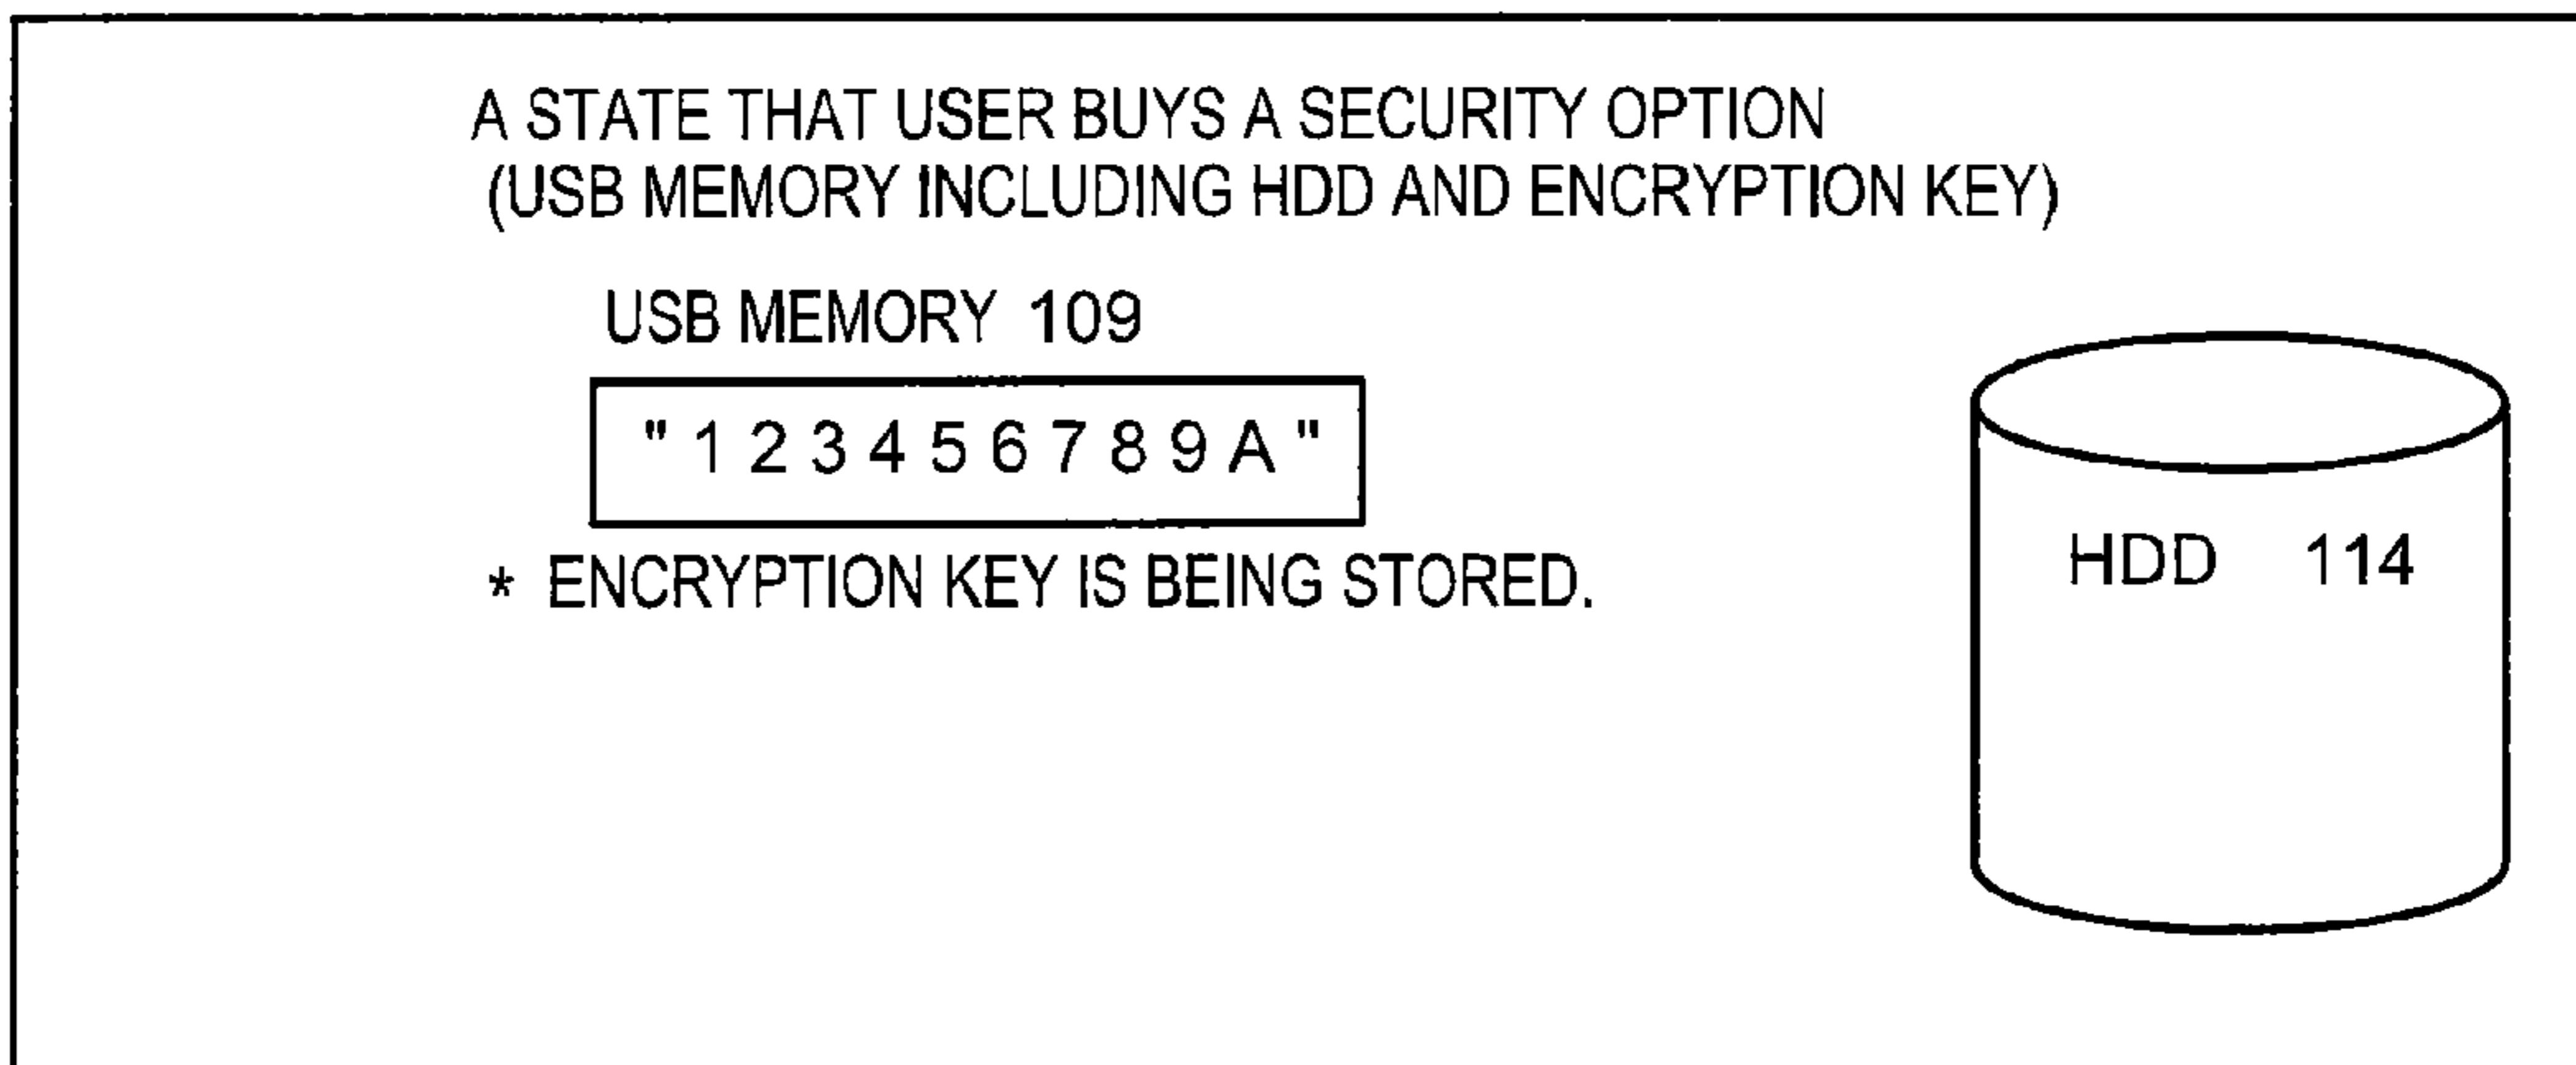 A STATE THAT USER BUYS A SECURITY OPTION
(USB MEMORY INCLUDING HDD AND ENCRYPTION KEY)
USB MEMORY 109
"123456789A"
* ENCRYPTION KEY IS BEING STORED.
HDD 114